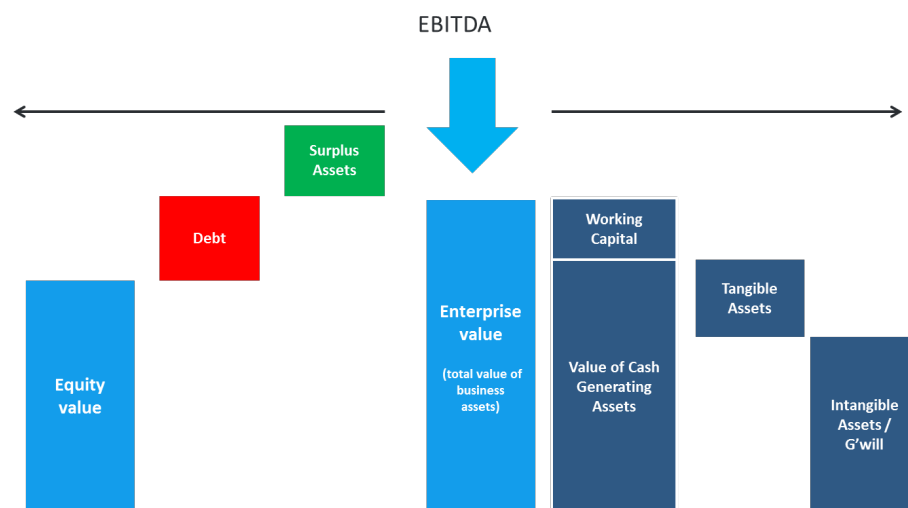 EBITDA
Surplus
Assets
Debt
Equity
value
Enterprise
value
(total value of
business
assets)
Working
Capital
Value of Cash
Generating
Assets
Tangible
Assets
Intangible
Assets /
G'will